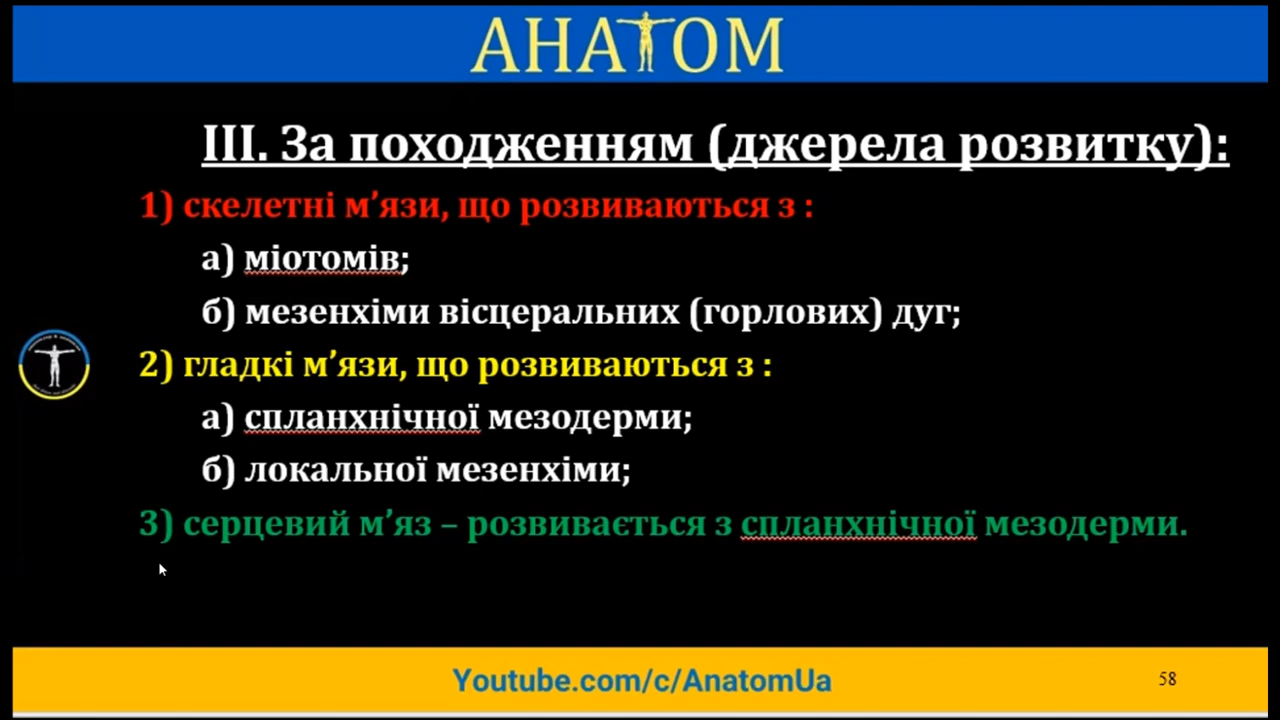 АНАТОМ
III. За походженням (джерела розвитку):
1) скелетні м’язи, що розвиваються з :
а) міотомів;
б) мезенхіми вісцеральних (горлових) дуг;
2) гладкі м’язи, що розвиваються з :
а) спланхнічної мезодерми;
б) локальної мезенхіми;
3) серцевий м’яз – розвивається з спланхнічної мезодерми.
Youtube.com/c/AnatomUa
58